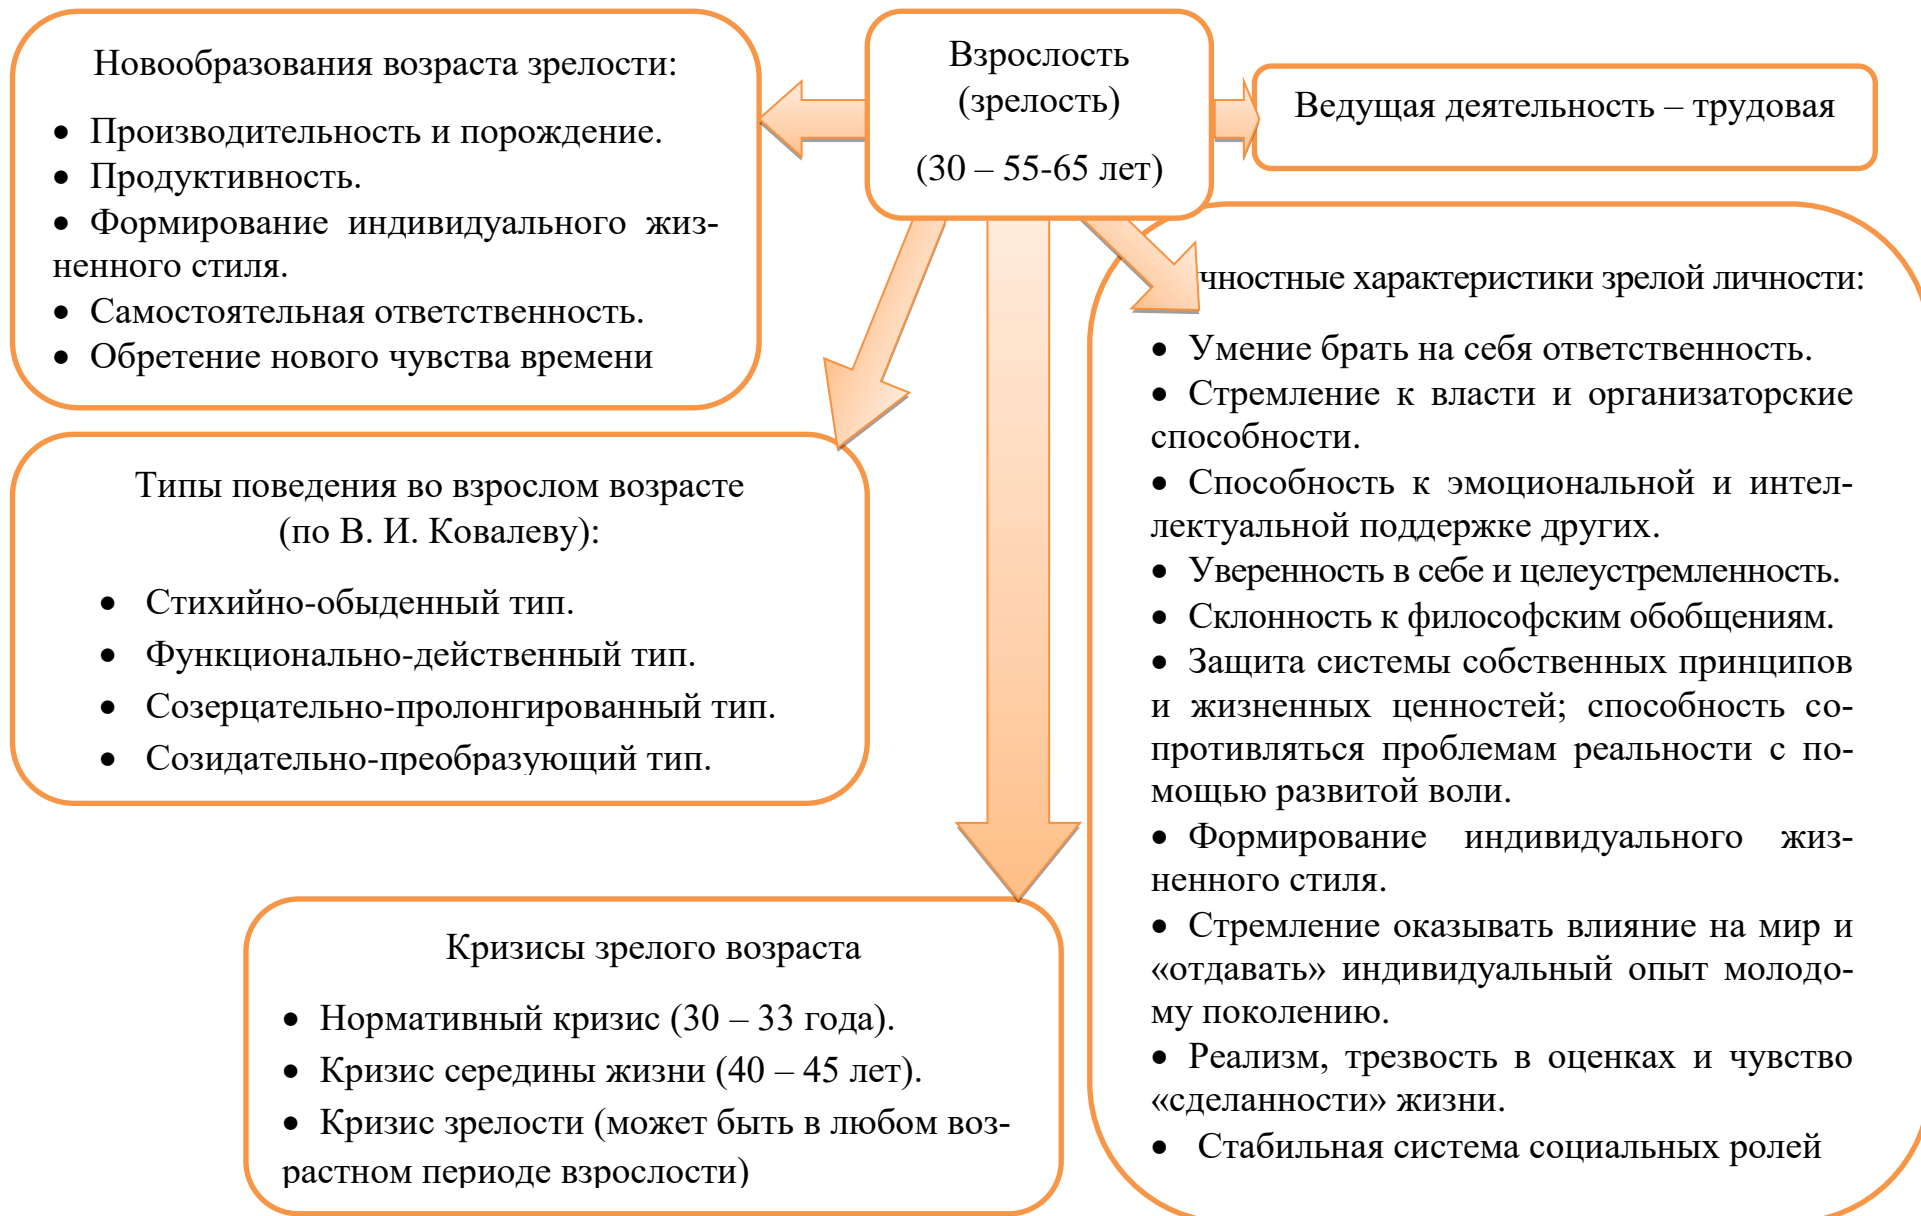 Новообразования возраста зрелости:
• Производительность и порождение.
• Продуктивность.
• Формирование индивидуального жиз-
ненного стиля.
• Самостоятельная ответственность.
• Обретение нового чувства времени
Взрослость
(зрелость)
(30 – 55-65 лет)
Ведущая деятельность – трудовая
Типы поведения во взрослом возрасте
(по В. И. Ковалеву):
• Стихийно-обыденный тип.
• Функционально-действенный тип.
• Созерцательно-пролонгированный тип.
• Созидательно-преобразующий тип.
чностные характеристики зрелой личности:
• Умение брать на себя ответственность.
• Стремление к власти и организаторские
способности.
• Способность к эмоциональной и интел-
лектуальной поддержке других.
• Уверенность в себе и целеустремленность.
• Склонность к философским обобщениям.
• Защита системы собственных принципов
и жизненных ценностей; способность со-
противляться проблемам реальности с по-
мощью развитой воли.
• Формирование индивидуального жиз-
ненного стиля.
• Стремление оказывать влияние на мир и
«отдавать» индивидуальный опыт молодо-
му поколению.
• Реализм, трезвость в оценках и чувство
«сделанности» жизни.
• Стабильная система социальных ролей
Кризисы зрелого возраста
• Нормативный кризис (30 – 33 года).
• Кризис середины жизни (40 – 45 лет).
• Кризис зрелости (может быть в любом воз-
растном периоде взрослости)